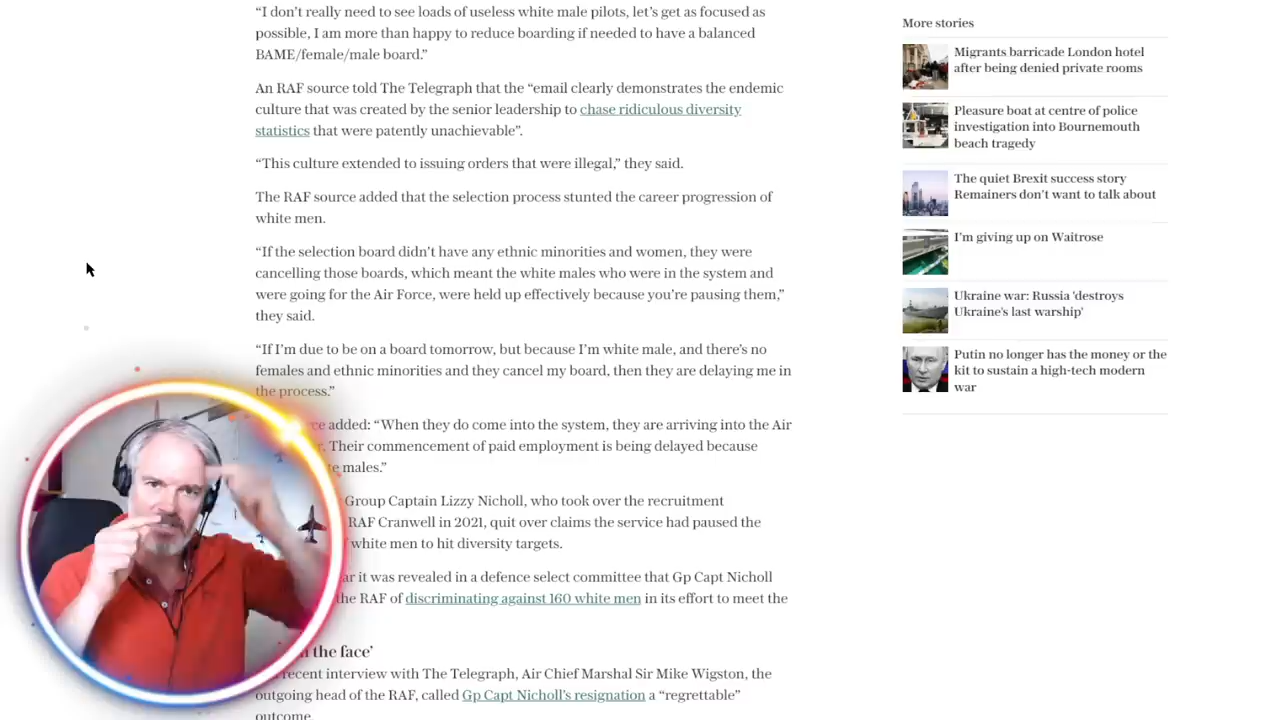 “I don't really need to see loads of useless white male pilots, let's get as focused as
possible, I am more than happy to reduce boarding if needed to have a balanced
BAME/female/male board.”
An RAF source told The Telegraph that the “email clearly demonstrates the endemic
culture that was created by the senior leadership to chase ridiculous diversity
statistics that were patently unachievable”.
“This culture extended to issuing orders that were illegal,” they said.
The RAF source added that the selection process stunted the career progression of
white men.
“If the selection board didn't have any ethnic minorities and women, they were
cancelling those boards, which meant the white males who were in the system and
were going for the Air Force, were held up effectively because you're pausing them,”
they said.
“If I'm due to be on a board tomorrow, but because I'm white male, and there's no
females and ethnic minorities and they cancel my board, then they are delaying me in
the process.”
added: “When they do come into the system, they are arriving into the Air
Their commencement of paid employment is being delayed because
males.”
Group Captain Lizzy Nicholl, who took over the recruitment
RAF Cranwell in 2021, quit over claims the service had paused the
white men to hit diversity targets.
it was revealed in a defence select committee that Gp Capt Nicholl
the RAF of discriminating against 160 white men in its effort to meet the
the face’
recent interview with The Telegraph, Air Chief Marshal Sir Mike Wigston, the
outgoing head of the RAF, called Gp Capt Nicholl's resignation a “regrettable”
outcome.
More stories
Migrants barricade London hotel
after being denied private rooms
Pleasure boat at centre of police
investigation into Bournemouth
beach tragedy
The quiet Brexit success story
Remainers don't want to talk about
I'm giving up on Waitrose
Ukraine war: Russia 'destroys
Ukraine's last warship'
Putin no longer has the money or the
kit to sustain a high-tech modern
war